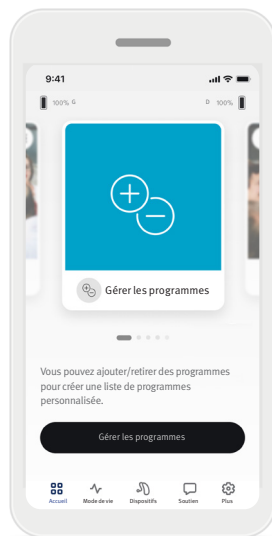 9:41
100% G
D 100%
Gérer les programmes
Vous pouvez ajouter/retirer des programmes
pour créer une liste de programmes
personnalisée.
Gérer les programmes
Accueil Mode de vie Dispositifs Soutien Plus